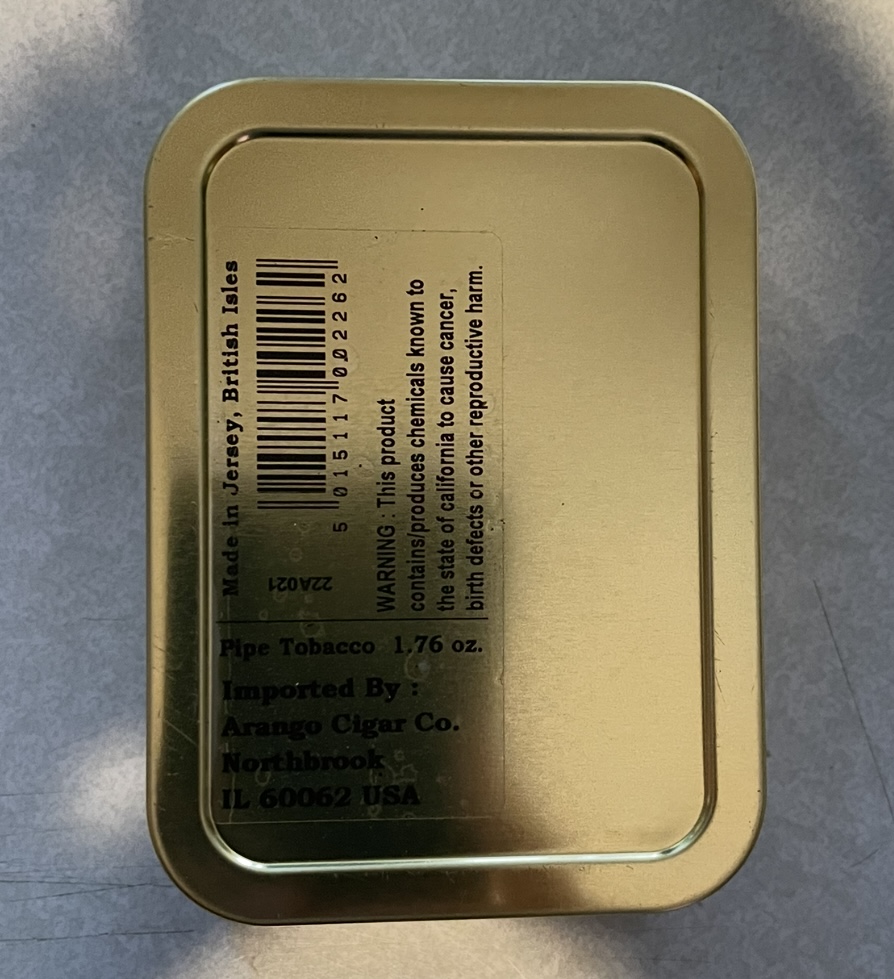 Made in Jersey, British Isles
5 015117 002262
22A021
WARNING : This product
contains/produces chemicals known to
the state of california to cause cancer,
birth defects or other reproductive harm.
Pipe Tobacco 1.76 oz.
Imported By :
Arango Cigar Co.
Northbrook
IL 60062 USA